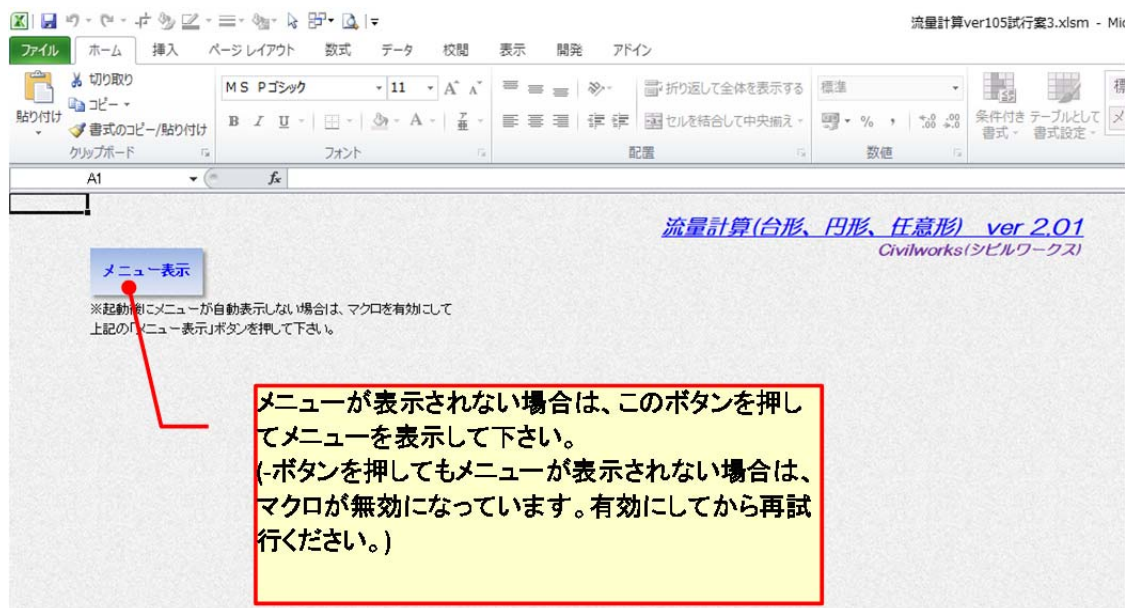 流量計算ver105試行案3.xlsm - Mic
ファイル ホーム 挿入 ページ レイアウト 数式 データ 校閲 表示 開発 アドイン
切り取り
コピー
書式のコピー/貼り付け
貼り付け
クリップボード
MS Pゴシック 11
B I U
フォント
折り返して全体を表示する
セルを結合して中央揃え
配置
標準
% ,
数値
条件付き書式
テーブルとして書式設定
A1
fx
流量計算(台形、円形、任意形) ver 2.01
Civilworks(シビルワークス)
メニュー表示
※起動後にメニューが自動表示しない場合は、マクロを有効にして
上記の「メニュー表示」ボタンを押して下さい。
メニューが表示されない場合は、このボタンを押し
てメニューを表示して下さい。
(-ボタンを押してもメニューが表示されない場合は、
マクロが無効になっています。有効にしてから再試
行ください。)